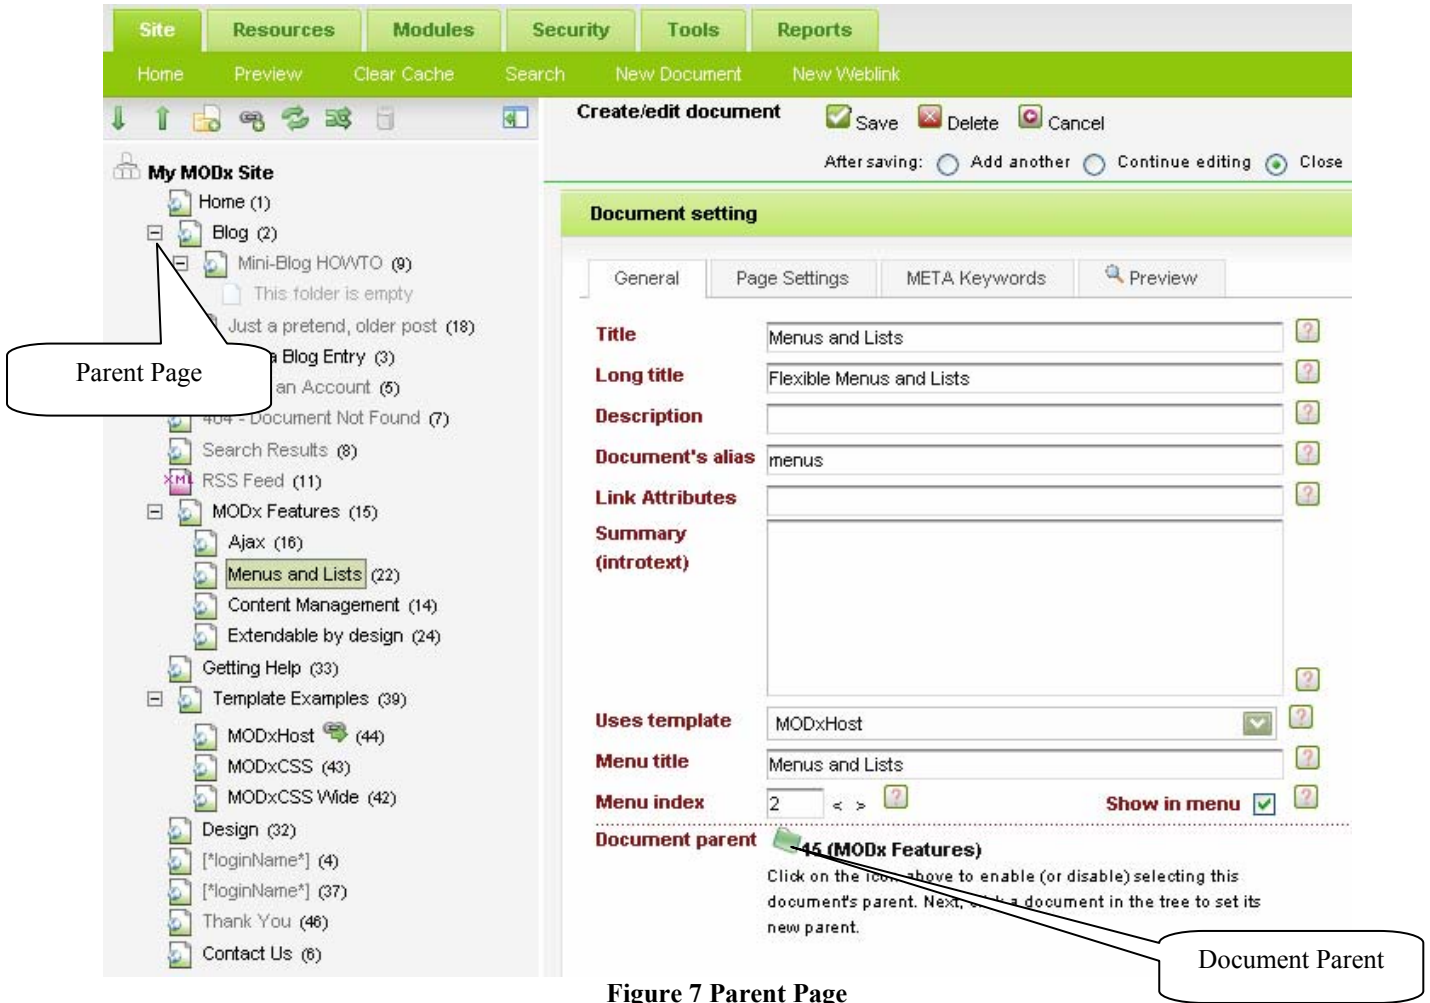 Site Resources Modules Security Tools Reports
Home Preview Clear Cache Search New Document New Weblink
Create/edit document Save Delete Cancel
After saving: Add another Continue editing Close
My MODx Site
Home (1)
Blog (2)
Mini-Blog HOWTO (9)
This folder is empty
Just a pretend, older post (18)
a Blog Entry (3)
an Account (5)
404 - Document Not Found (7)
Search Results (8)
XML RSS Feed (11)
MODx Features (15)
Ajax (16)
Menus and Lists (22)
Content Management (14)
Extendable by design (24)
Getting Help (33)
Template Examples (39)
MODxHost (44)
MODxCSS (43)
MODxCSS Wide (42)
Design (32)
[*loginName*] (4)
[*loginName*] (37)
Thank You (46)
Contact Us (6)
Parent Page
Document setting
General Page Settings META Keywords Preview
Title Menus and Lists ?
Long title Flexible Menus and Lists ?
Description ?
Document's alias menus ?
Link Attributes ?
Summary
(introtext) ?
Uses template MODxHost ?
Menu title Menus and Lists ?
Menu index 2 < > ? Show in menu ?
Document parent 15 (MODx Features)
Click on the icon above to enable (or disable) selecting this
document's parent. Next, click a document in the tree to set its
new parent.
Document Parent
Figure 7 Parent Page